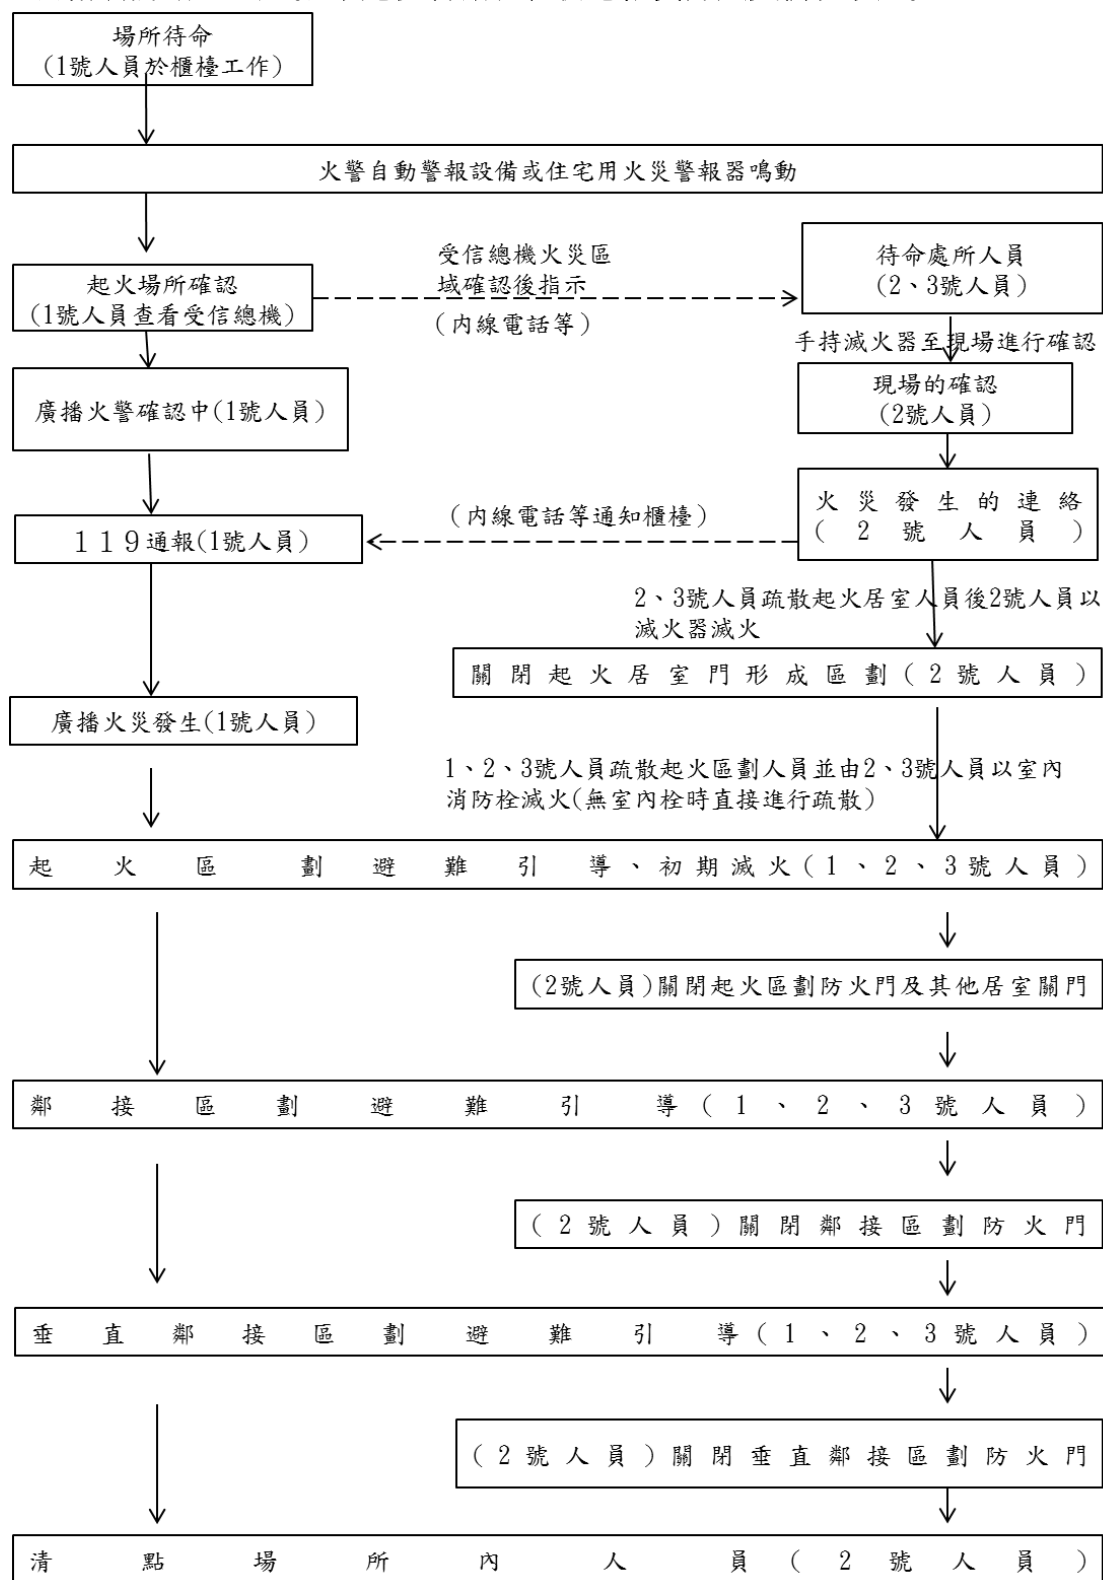 場所待命
(1號人員於櫃檯工作)
火警自動警報設備或住宅用火災警報器鳴動
受信總機火災區
域確認後指示
(內線電話等)
待命處所人員
(2、3號人員)
起火場所確認
(1號人員查看受信總機)
手持滅火器至現場進行確認
廣播火警確認中(1號人員)
現場的確認
(2號人員)
火災發生的連絡
(2號人員)
(內線電話等通知櫃檯)
119通報(1號人員)
2、3號人員疏散起火居室人員後2號人員以
滅火器滅火
關閉起火居室門形成區劃(2號人員)
廣播火災發生(1號人員)
1、2、3號人員疏散起火區劃人員並由2、3號人員以室內
消防栓滅火(無室內栓時直接進行疏散)
起火區劃避難引導、初期滅火(1、2、3號人員)
(2號人員)關閉起火區劃防火門及其他居室關門
鄰接區劃避難引導(1、2、3號人員)
(2號人員)關閉鄰接區劃防火門
垂直鄰接區劃避難引導(1、2、3號人員)
(2號人員)關閉垂直鄰接區劃防火門
清點場所內人員(2號人員)